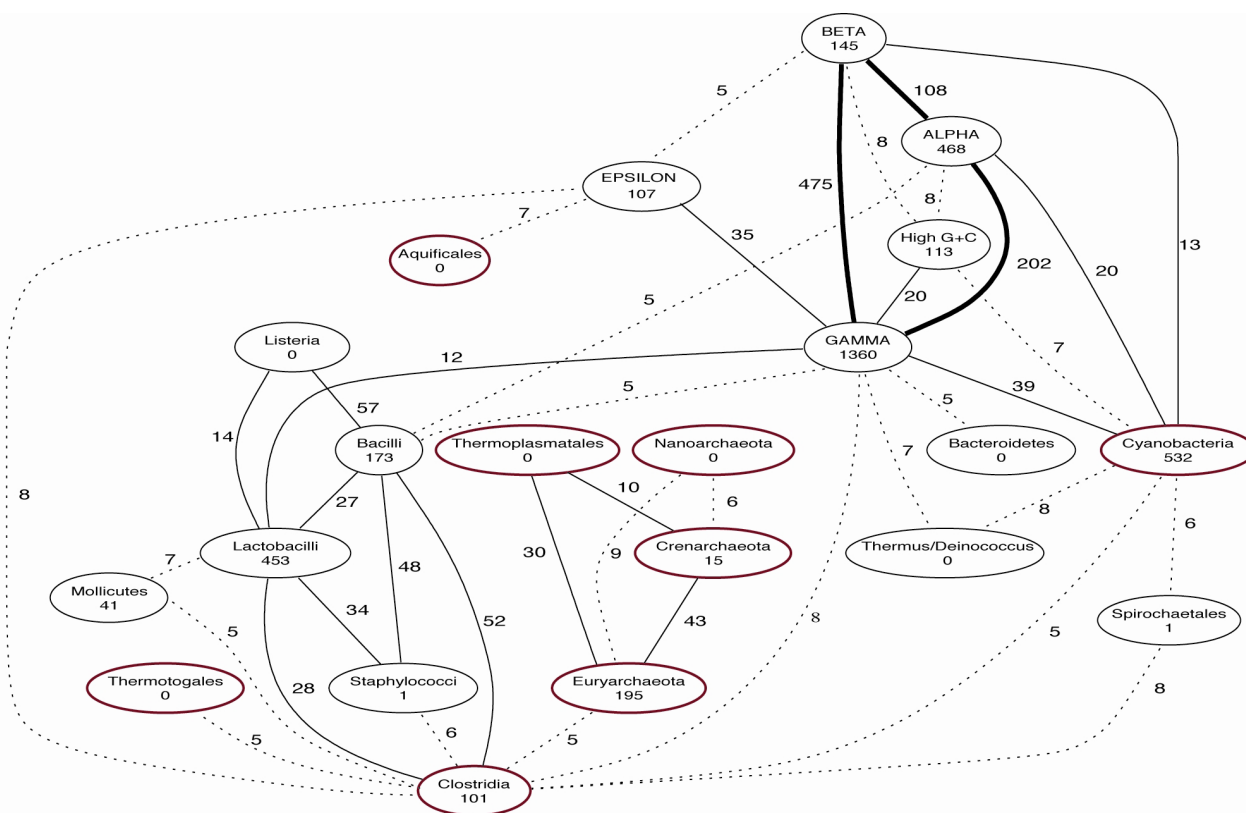 BETA
145
5
108
ALPHA
468
8
EPSILON
107
475
8
7
35
High G+C
113
13
Aquificales
0
202
20
5
20
Listeria
0
GAMMA
1360
7
12
5
39
57
5
14
Bacilli
173
Thermoplasmatales
0
Nanoarchaeota
0
7
Bacteroidetes
0
Cyanobacteria
532
10
8
27
6
8
6
Lactobacilli
453
30
9
Crenarchaeota
15
Thermus/Deinococcus
0
7
48
Mollicutes
41
34
52
43
8
Spirochaetales
1
5
5
Thermotogales
0
28
Staphylococci
1
Euryarchaeota
195
8
5
6
5
Clostridia
101